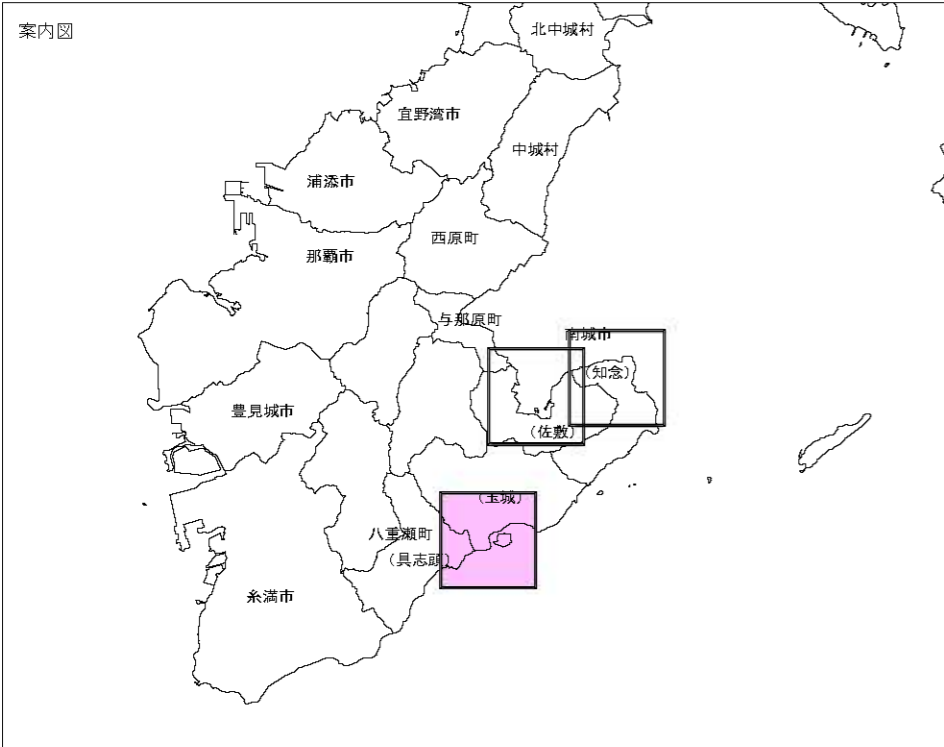 案内図
北中城村
宜野湾市
中城村
浦添市
西原町
那覇市
与那原町
南城市
(知念)
豊見城市
(佐敷)
(玉城)
八重瀬町
(具志頭)
糸満市